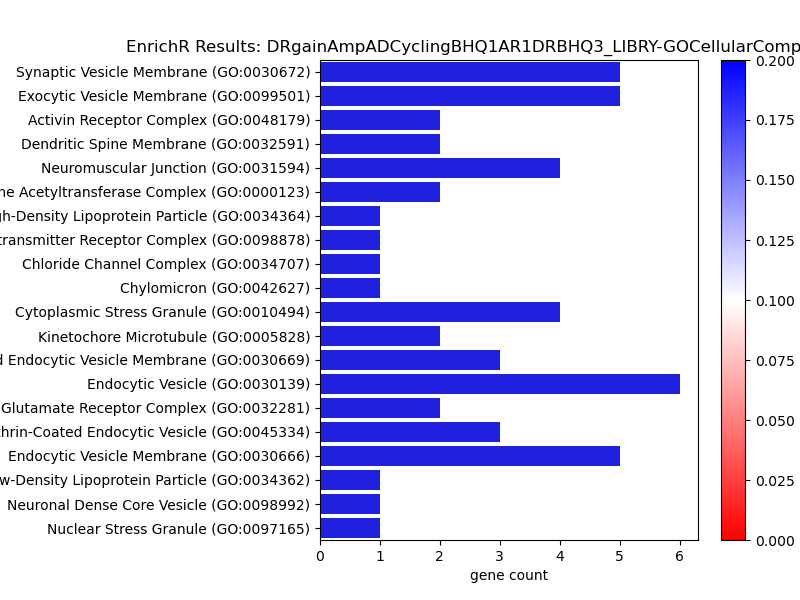 EnrichR Results: DRgainAmpADCyclingBHQ1AR1DRBHQ3_LIBRY-GOCellularComp
Synaptic Vesicle Membrane (GO:0030672)
Exocytic Vesicle Membrane (GO:0099501)
Activin Receptor Complex (GO:0048179)
Dendritic Spine Membrane (GO:0032591)
Neuromuscular Junction (GO:0031594)
ne Acetyltransferase Complex (GO:0000123)
gh-Density Lipoprotein Particle (GO:0034364)
transmitter Receptor Complex (GO:0098878)
Chloride Channel Complex (GO:0034707)
Chylomicron (GO:0042627)
Cytoplasmic Stress Granule (GO:0010494)
Kinetochore Microtubule (GO:0005828)
d Endocytic Vesicle Membrane (GO:0030669)
Endocytic Vesicle (GO:0030139)
Glutamate Receptor Complex (GO:0032281)
thrin-Coated Endocytic Vesicle (GO:0045334)
Endocytic Vesicle Membrane (GO:0030666)
w-Density Lipoprotein Particle (GO:0034362)
Neuronal Dense Core Vesicle (GO:0098992)
Nuclear Stress Granule (GO:0097165)
0 1 2 3 4 5 6
gene count
0.200
0.175
0.150
0.125
0.100
0.075
0.050
0.025
0.000